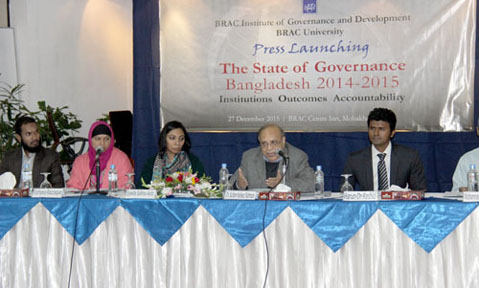 BRAC Institute of Governance and Development
BRAC University
Press Launching
The State of Governance
Bangladesh 2014-2015
Institutions Outcomes Accountability
27 December 2015 | BRAC Centre Inn, Mohakh